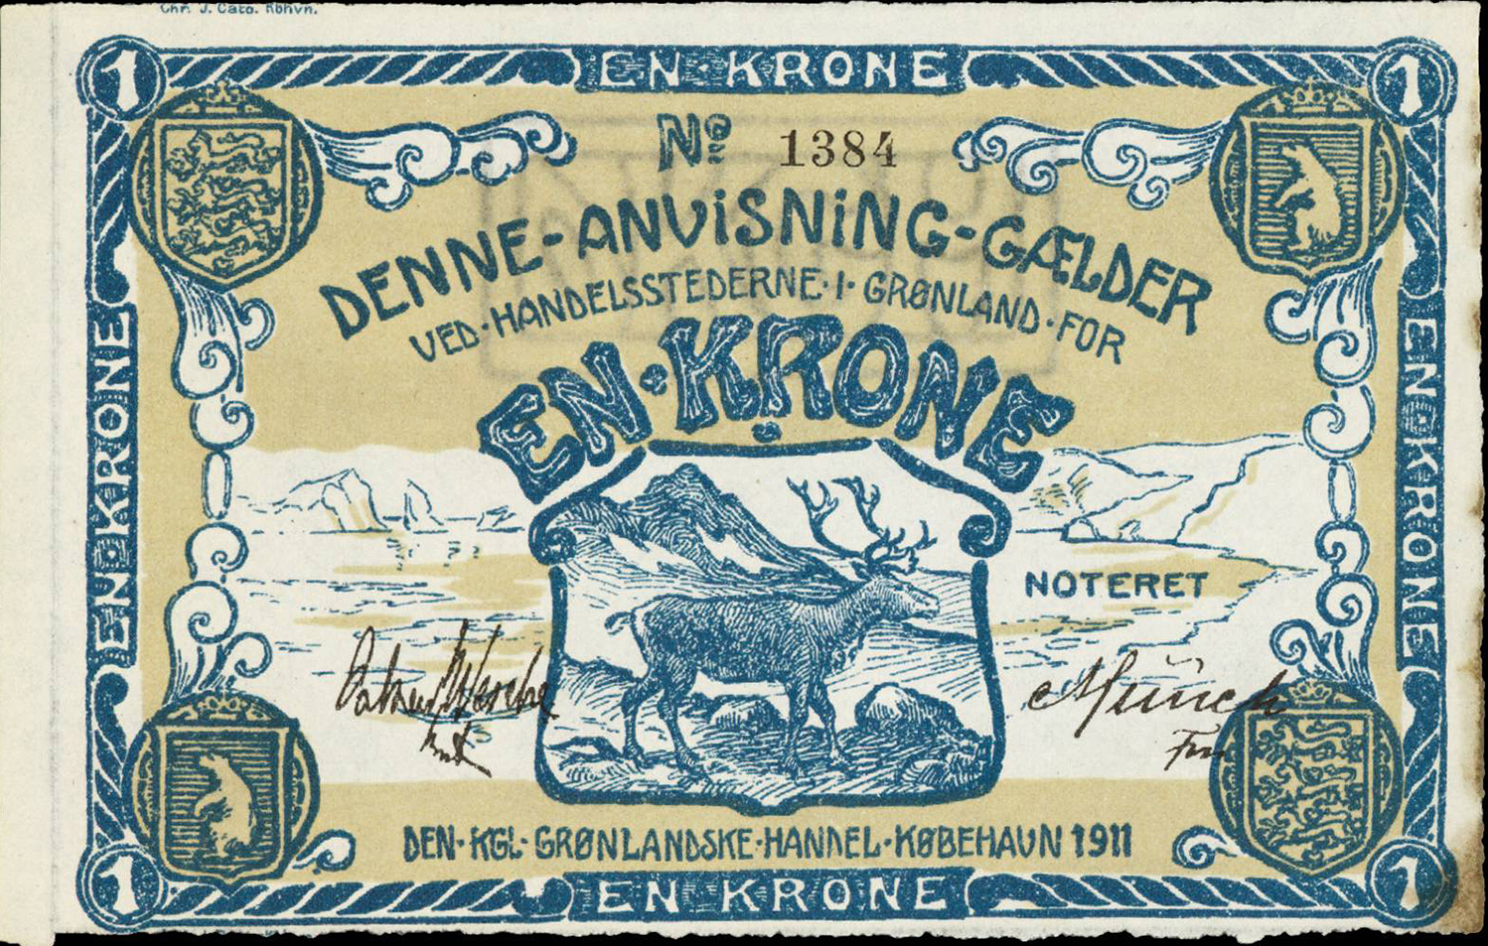 Chr. J. Cato. Kbhvn.
1 EN·KRONE 1
Nº 1384
DENNE-ANViSNiNG-GÆLDER
VED·HANDELSSTEDERNE·I·GRØNLAND·FOR
EN·KRONE
EN·KRONE
EN·KRONE
NOTERET
DEN·KGL·GRØNLANDSKE·HANDEL·KØBEHAVN 1911
1 EN KRONE 1